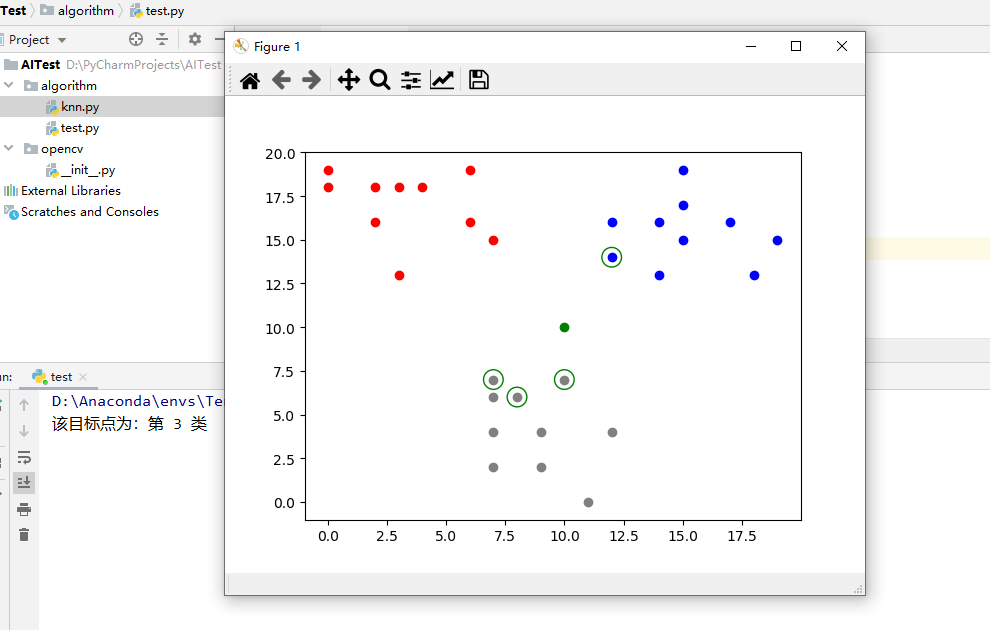 Test algorithm test.py
Project
AITest D:\PyCharmProjects\AITest
algorithm
knn.py
test.py
opencv
__init__.py
External Libraries
Scratches and Consoles
Figure 1
20.0
17.5
15.0
12.5
10.0
7.5
5.0
2.5
0.0
0.0 2.5 5.0 7.5 10.0 12.5 15.0 17.5
un: test
D:\Anaconda\envs\Te
该目标点为：第 3 类